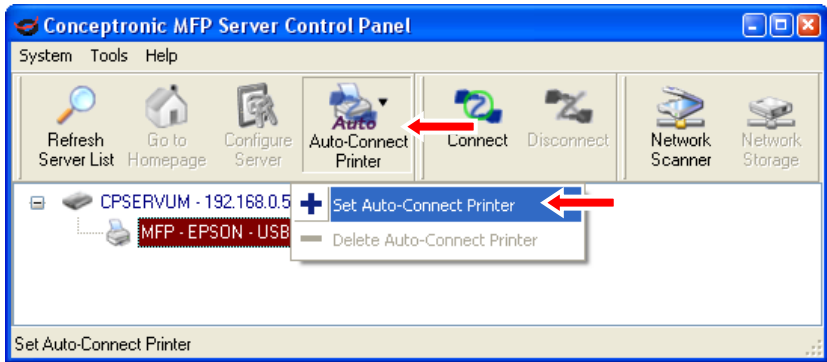 Conceptronic MFP Server Control Panel
System Tools Help
Refresh Server List
Go to Homepage
Configure Server
Auto
Auto-Connect Printer
Connect
Disconnect
Network Scanner
Network Storage
CPSERVUM - 192.168.0.5
Set Auto-Connect Printer
MFP - EPSON - USB
Delete Auto-Connect Printer
Set Auto-Connect Printer